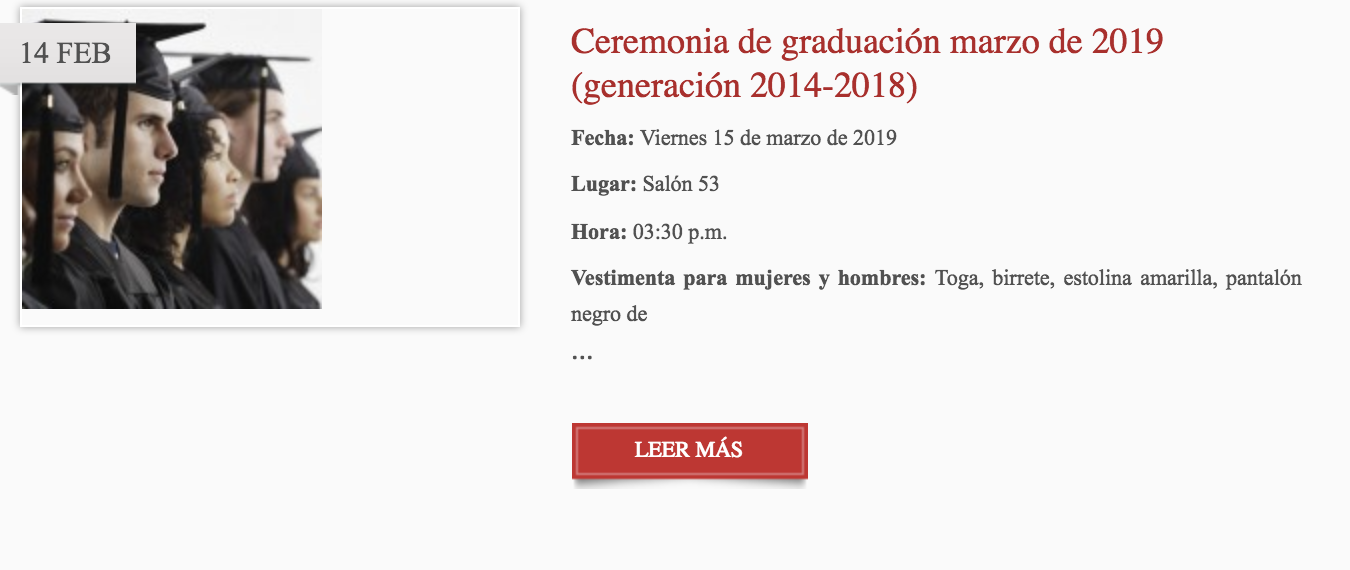 14 FEB
Ceremonia de graduación marzo de 2019
(generación 2014-2018)
Fecha: Viernes 15 de marzo de 2019
Lugar: Salón 53
Hora: 03:30 p.m.
Vestimenta para mujeres y hombres: Toga, birrete, estolina amarilla, pantalón
negro de
...
LEER MÁS